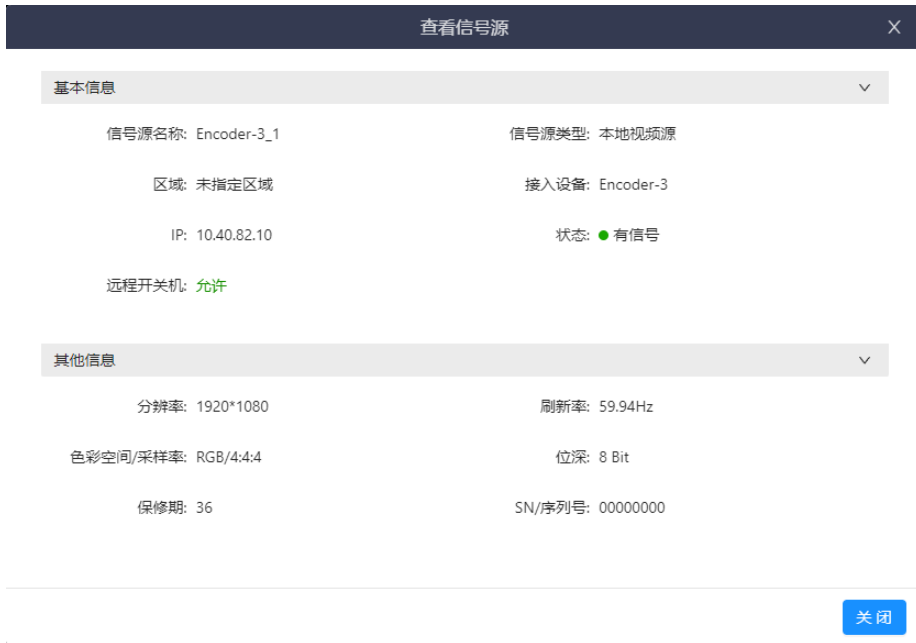 查看信号源
基本信息
信号源名称: Encoder-3_1 信号源类型: 本地视频源
区域: 未指定区域 接入设备: Encoder-3
IP: 10.40.82.10 状态: 有信号
远程开关机: 允许
其他信息
分辨率: 1920*1080 刷新率: 59.94Hz
色彩空间/采样率: RGB/4:4:4 位深: 8 Bit
保修期: 36 SN/序列号: 00000000
关闭